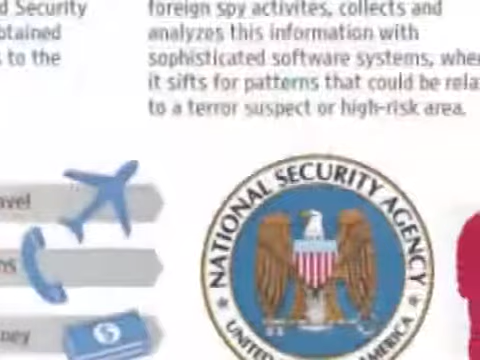 d Security
btained
s to the
foreign spy activites, collects and
analyzes this information with
sophisticated software systems, wher
it sifts for patterns that could be rela
to a terror suspect or high-risk area.
avel
ns
ney
$
NATIONAL SECURITY AGENCY
UNITED AMERICA